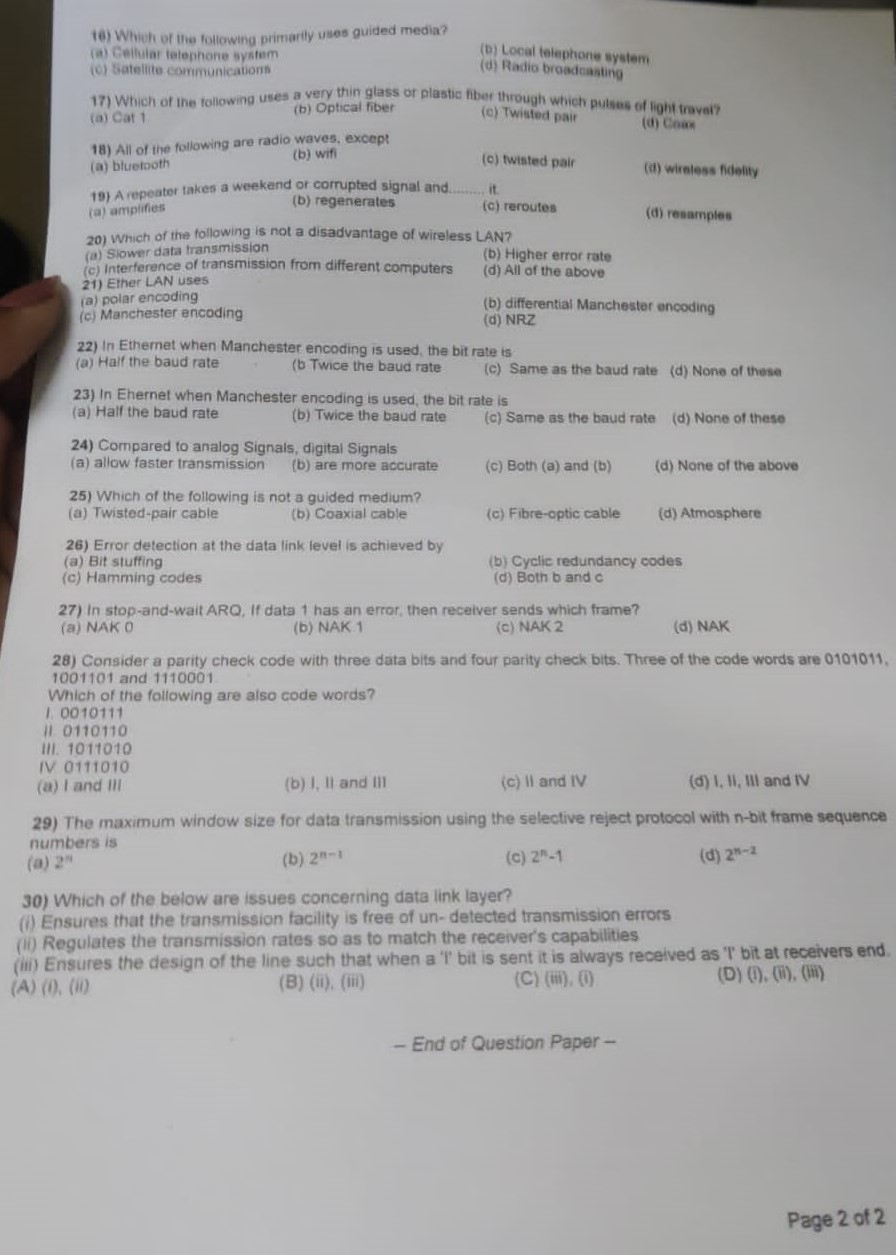 16) Which of the following primarily uses guided media?
(a) Cellular telephone system (b) Local telephone system
(c) Satellite communications (d) Radio broadcasting
17) Which of the following uses a very thin glass or plastic fiber through which pulses of light travel?
(a) Cat 1 (b) Optical fiber (c) Twisted pair (d) Coax
18) All of the following are radio waves, except
(a) bluetooth (b) wifi (c) twisted pair (d) wireless fidelity
19) A repeater takes a weekend or corrupted signal and......... it.
(a) amplifies (b) regenerates (c) reroutes (d) resamples
20) Which of the following is not a disadvantage of wireless LAN?
(a) Slower data transmission (b) Higher error rate
(c) Interference of transmission from different computers (d) All of the above
21) Ether LAN uses
(a) polar encoding (b) differential Manchester encoding
(c) Manchester encoding (d) NRZ
22) In Ethernet when Manchester encoding is used, the bit rate is
(a) Half the baud rate (b Twice the baud rate (c) Same as the baud rate (d) None of these
23) In Ehernet when Manchester encoding is used, the bit rate is
(a) Half the baud rate (b) Twice the baud rate (c) Same as the baud rate (d) None of these
24) Compared to analog Signals, digital Signals
(a) allow faster transmission (b) are more accurate (c) Both (a) and (b) (d) None of the above
25) Which of the following is not a guided medium?
(a) Twisted-pair cable (b) Coaxial cable (c) Fibre-optic cable (d) Atmosphere
26) Error detection at the data link level is achieved by
(a) Bit stuffing (b) Cyclic redundancy codes
(c) Hamming codes (d) Both b and c
27) In stop-and-wait ARQ, If data 1 has an error, then receiver sends which frame?
(a) NAK 0 (b) NAK 1 (c) NAK 2 (d) NAK
28) Consider a parity check code with three data bits and four parity check bits. Three of the code words are 0101011,
1001101 and 1110001.
Which of the following are also code words?
I. 0010111
II. 0110110
III. 1011010
IV. 0111010
(a) I and III (b) I, II and III (c) II and IV (d) I, II, III and IV
29) The maximum window size for data transmission using the selective reject protocol with n-bit frame sequence
numbers is
(a) 2ⁿ (b) 2ⁿ⁻¹ (c) 2ⁿ-1 (d) 2ⁿ⁻²
30) Which of the below are issues concerning data link layer?
(i) Ensures that the transmission facility is free of un- detected transmission errors
(ii) Regulates the transmission rates so as to match the receiver's capabilities
(iii) Ensures the design of the line such that when a 'I' bit is sent it is always received as 'I' bit at receivers end.
(A) (i), (ii) (B) (ii), (iii) (C) (iii), (i) (D) (i), (ii), (iii)
-- End of Question Paper --
Page 2 of 2